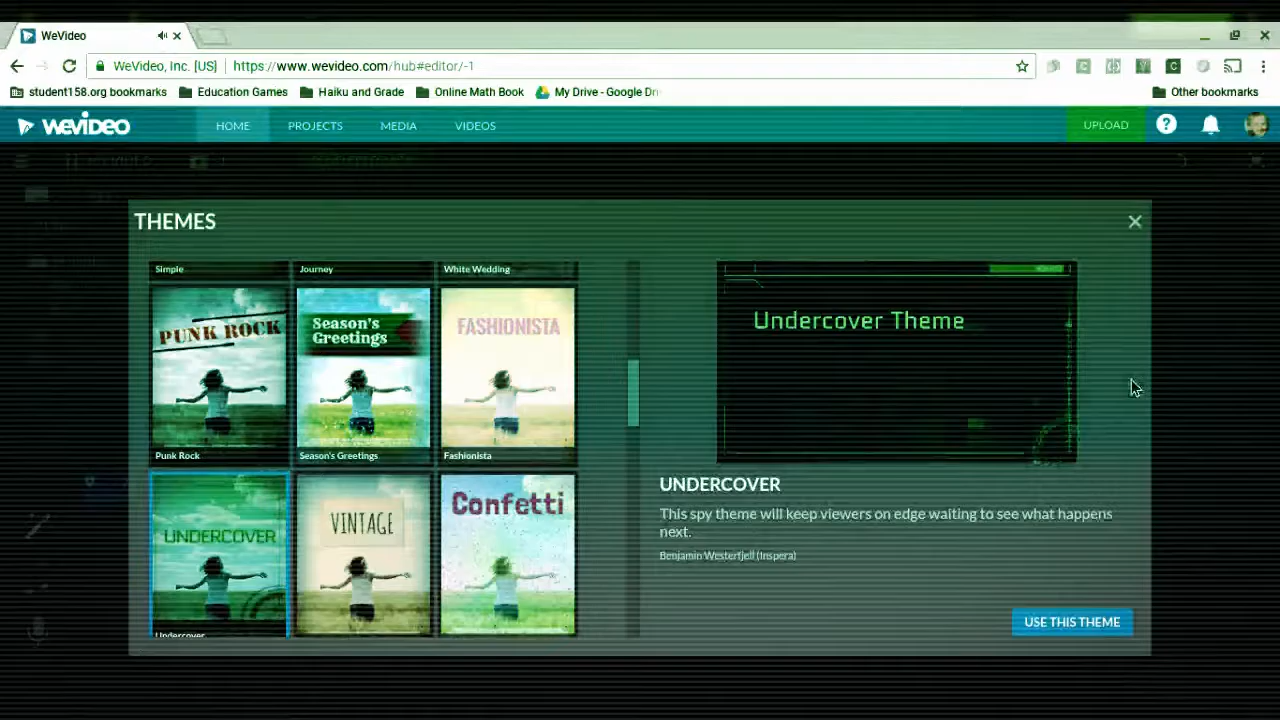 WeVideo
WeVideo, Inc. [US] https://www.wevideo.com/hub#editor/-1
student158.org bookmarks Education Games Haiku and Grade Online Math Book My Drive - Google Dri Other bookmarks
WEVIDEO HOME PROJECTS MEDIA VIDEOS UPLOAD ?
THEMES
Simple Journey White Wedding
PUNK ROCK
Season's
Greetings
FASHIONISTA
Punk Rock Season's Greetings Fashionista
UNDERCOVER
VINTAGE
Confetti
Undercover
Undercover Theme
UNDERCOVER
This spy theme will keep viewers on edge waiting to see what happens
next.
Benjamin Westerfjell (Inspera)
USE THIS THEME